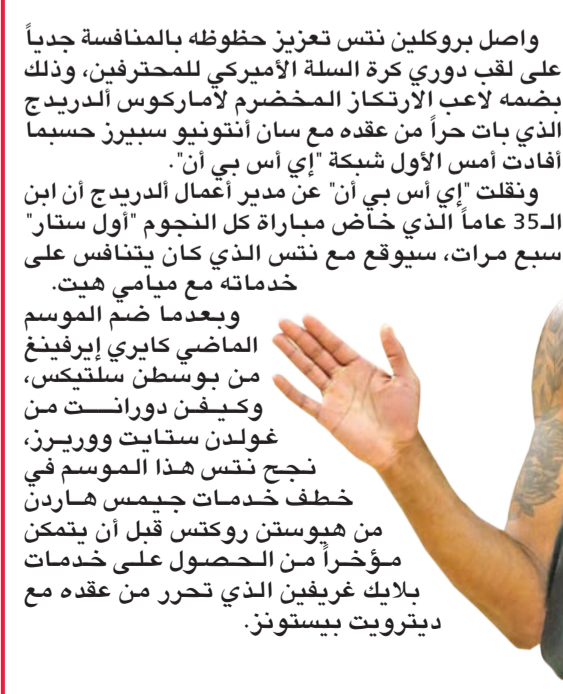 واصل بروكلين نتس تعزيز حظوظه بالمنافسة جدياً
على لقب دوري كرة السلة الأميركي للمحترفين، وذلك
بضمه لاعب الارتكاز المخضرم لاماركوس ألدريدج
الذي بات حراً من عقده مع سان أنتونيو سبيرز حسبما
أفادت أمس الأول شبكة "إي أس بي أن".
ونقلت "إي أس بي أن" عن مدير أعمال ألدريدج أن ابن
الـ35 عاماً الذي خاض مباراة كل النجوم "أول ستار"
سبع مرات، سيوقع مع نتس الذي كان يتنافس على
خدماته مع ميامي هيت.
وبعدما ضم الموسم
الماضي كايري إيرفينغ
من بوسطن سلتيكس،
وكيفن دورانت من
غولدن ستايت ووريرز،
نجح نتس هذا الموسم في
خطف خدمات جيمس هاردن
من هيوستن روكتس قبل أن يتمكن
مؤخراً من الحصول على خدمات
بلايك غريفين الذي تحرر من عقده مع
ديترويت بيستونز.